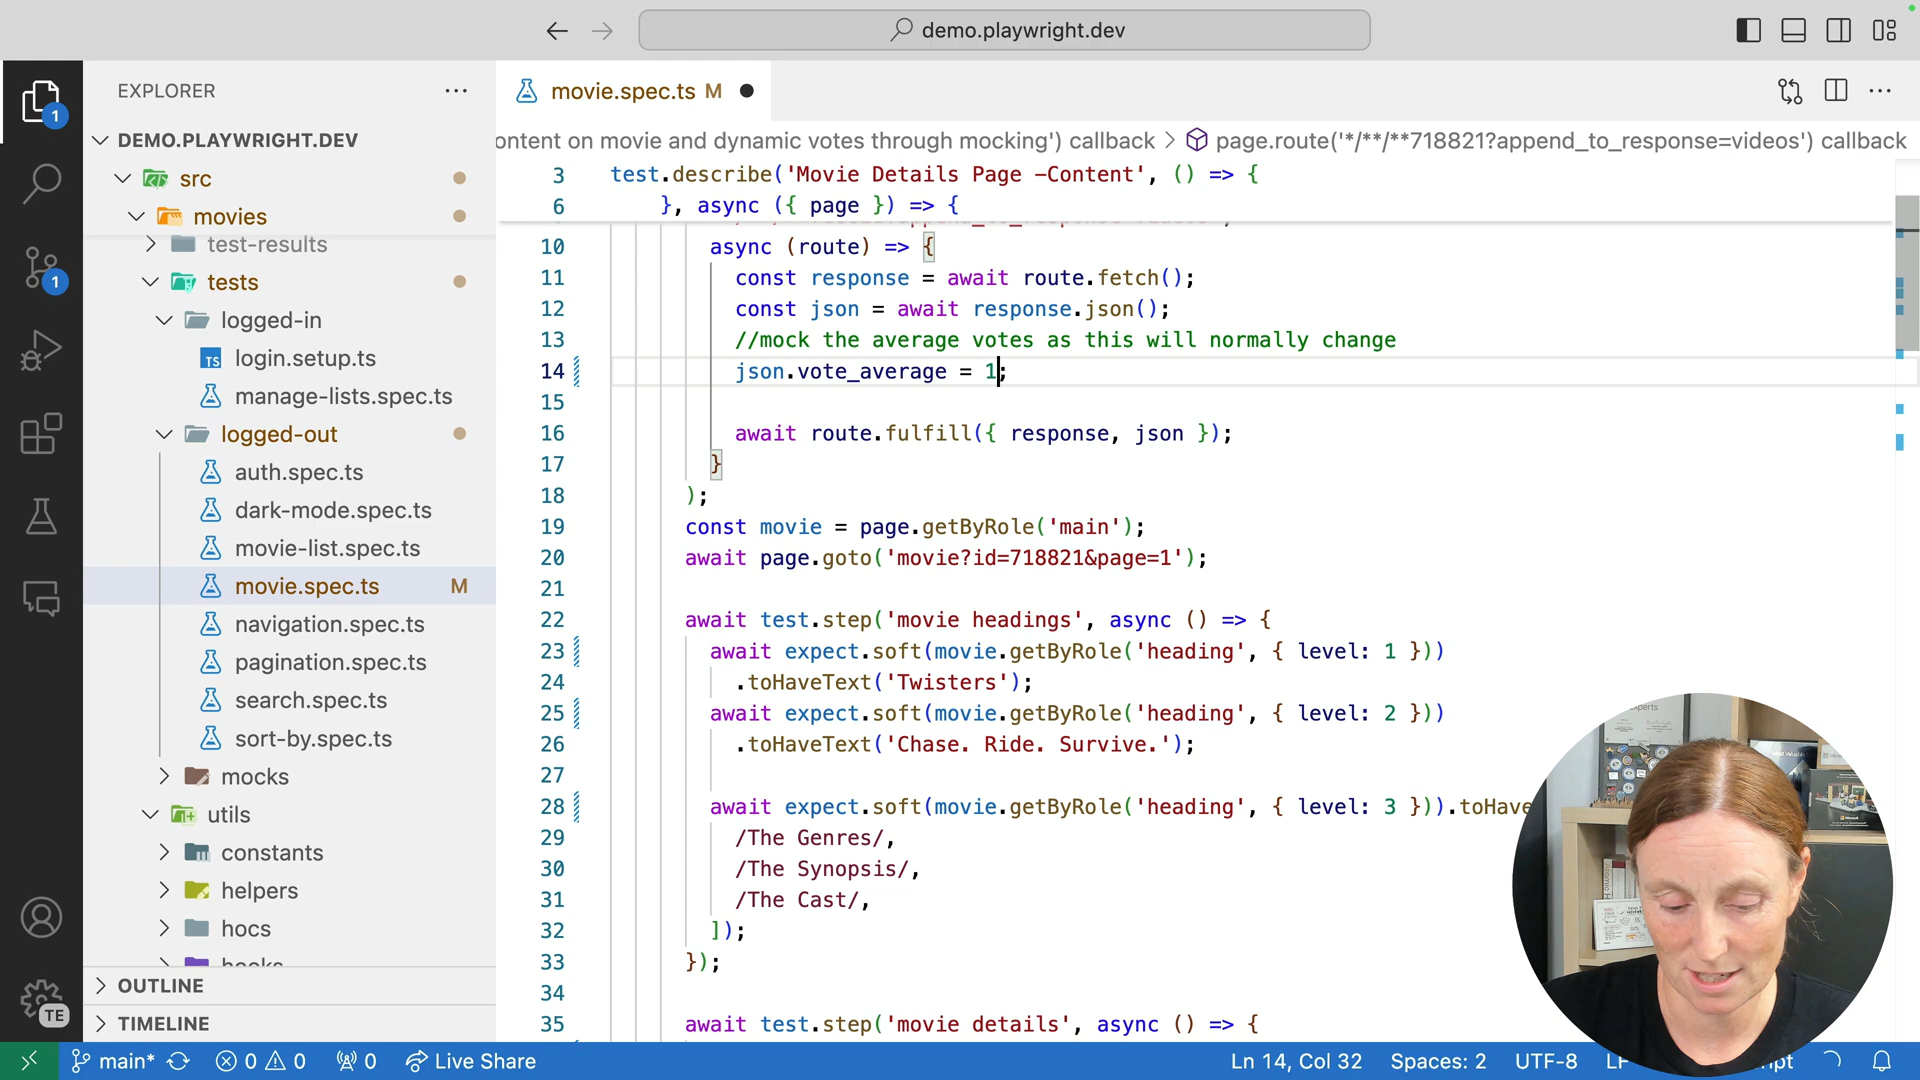 demo.playwright.dev
EXPLORER
movie.spec.ts M
DEMO.PLAYWRIGHT.DEV
src
movies
test-results
tests
logged-in
login.setup.ts
manage-lists.spec.ts
logged-out
auth.spec.ts
dark-mode.spec.ts
movie-list.spec.ts
movie.spec.ts M
navigation.spec.ts
pagination.spec.ts
search.spec.ts
sort-by.spec.ts
mocks
utils
constants
helpers
hocs
hooks
OUTLINE
TIMELINE
1
1
TS
TE
ontent on movie and dynamic votes through mocking') callback > page.route('*/**/**718821?append_to_response=videos') callback
3 test.describe('Movie Details Page -Content', () => {
6 }, async ({ page }) => {
10 async (route) => {
11 const response = await route.fetch();
12 const json = await response.json();
13 //mock the average votes as this will normally change
14 json.vote_average = 1;
15
16 await route.fulfill({ response, json });
17 }
18 );
19 const movie = page.getByRole('main');
20 await page.goto('movie?id=718821&page=1');
21
22 await test.step('movie headings', async () => {
23 await expect.soft(movie.getByRole('heading', { level: 1 }))
24 .toHaveText('Twisters');
25 await expect.soft(movie.getByRole('heading', { level: 2 }))
26 .toHaveText('Chase. Ride. Survive.');
27
28 await expect.soft(movie.getByRole('heading', { level: 3 })).toHave
29 /The Genres/,
30 /The Synopsis/,
31 /The Cast/,
32 ]);
33 });
34
35 await test.step('movie details', async () => {
main* 0 0 0 Live Share
Ln 14, Col 32 Spaces: 2 UTF-8